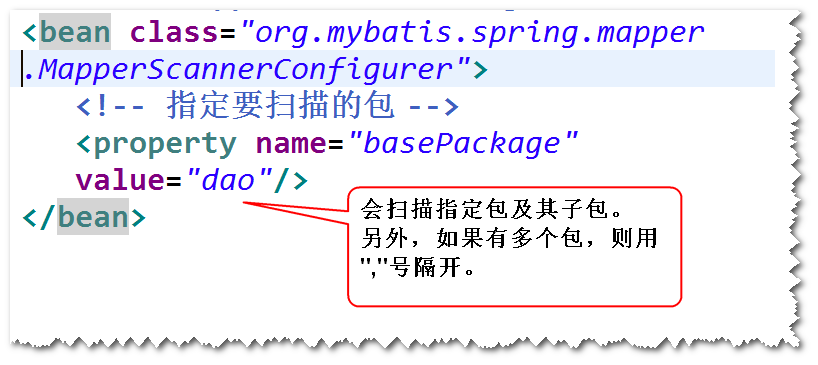 <bean class="org.mybatis.spring.mapper
.MapperScannerConfigurer">
<!-- 指定要扫描的包 -->
<property name="basePackage"
value="dao"/>
</bean>
会扫描指定包及其子包。
另外，如果有多个包，则用
","号隔开。